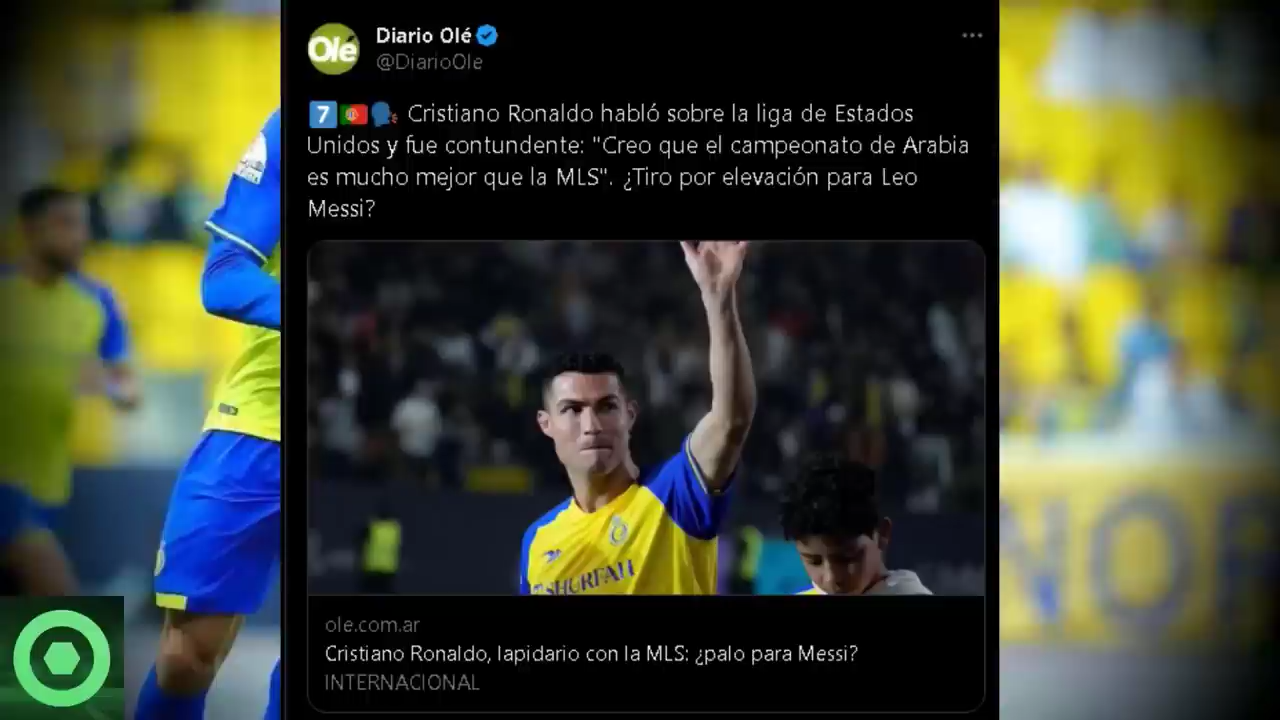 Olé
Diario Olé
@DiarioOle
7 Cristiano Ronaldo habló sobre la liga de Estados
Unidos y fue contundente: "Creo que el campeonato de Arabia
es mucho mejor que la MLS". ¿Tiro por elevación para Leo
Messi?
ole.com.ar
Cristiano Ronaldo, lapidario con la MLS: ¿palo para Messi?
INTERNACIONAL